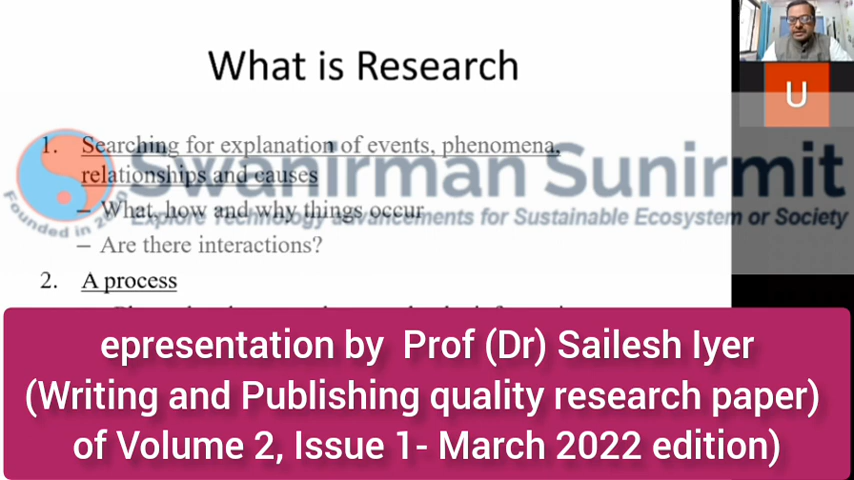 What is Research
U
1. Searching for explanation of events, phenomena,
relationships and causes
– What, how and why things occur
– Are there interactions?
2. A process
Swanirman Sunirmit
Explore Technology advancements for Sustainable Ecosystem or Society
Founded in
epresentation by Prof (Dr) Sailesh Iyer
(Writing and Publishing quality research paper)
of Volume 2, Issue 1- March 2022 edition)